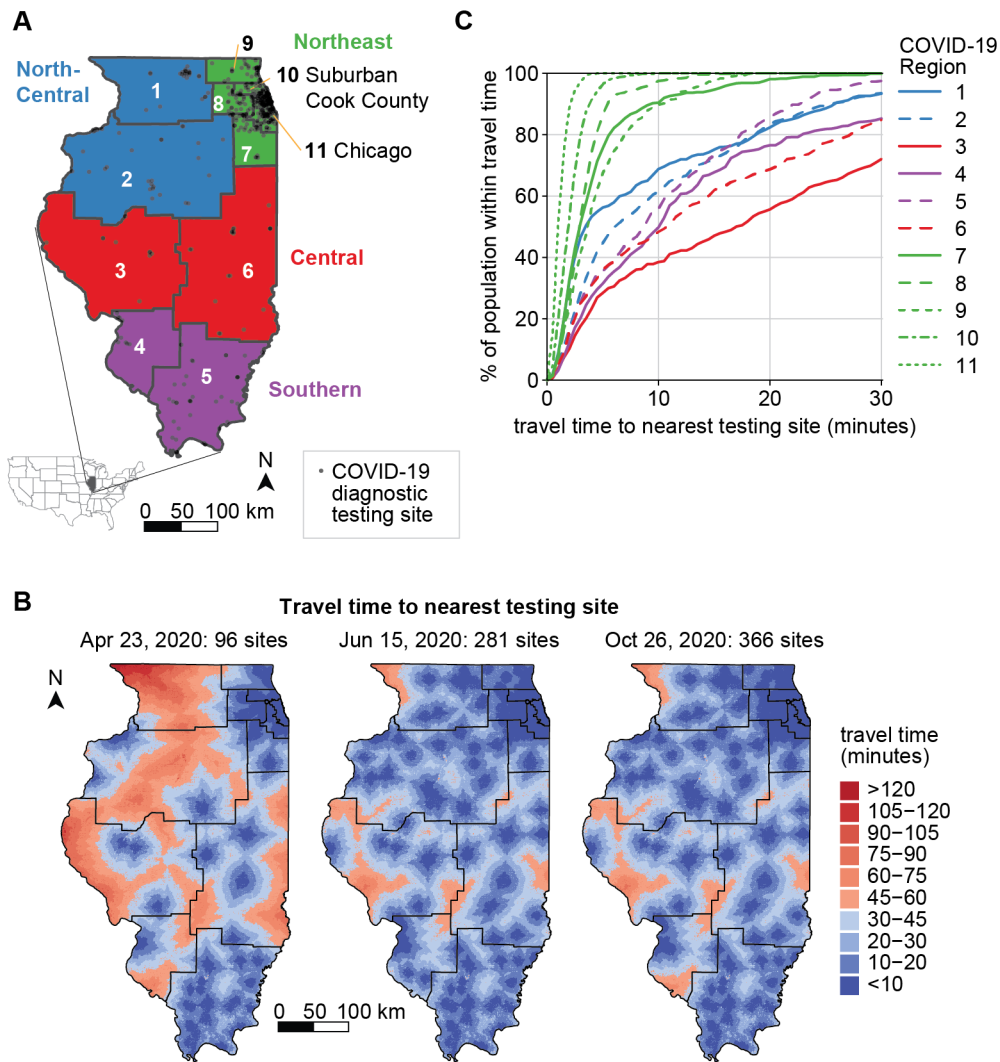 A
9
Northeast
North-
Central
10 Suburban
Cook County
1
8
11 Chicago
7
2
3
6
Central
4
5
Southern
N
0 50 100 km
COVID-19
diagnostic
testing site
C
% of population within travel time
100
80
60
40
20
0
0 10 20 30
travel time to nearest testing site (minutes)
COVID-19
Region
1
2
3
4
5
6
7
8
9
10
11
B
Travel time to nearest testing site
Apr 23, 2020: 96 sites
Jun 15, 2020: 281 sites
Oct 26, 2020: 366 sites
N
0 50 100 km
travel time
(minutes)
>120
105–120
90–105
75–90
60–75
45–60
30–45
20–30
10–20
<10